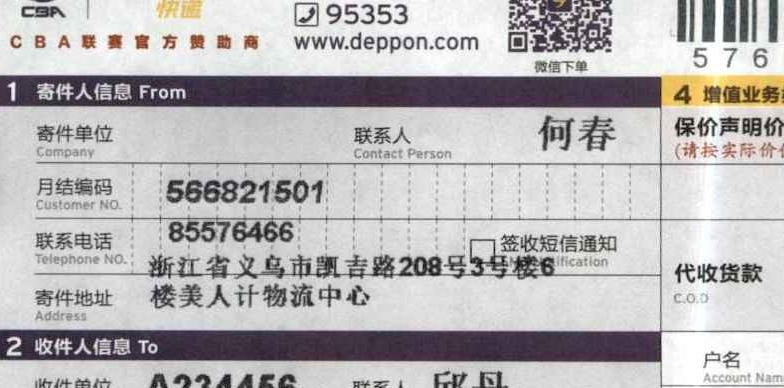 CBA
快递
95353
CBA联赛官方赞助商
www.deppon.com
微信下单
576
1 寄件人信息 From
4 增值业务
寄件单位
Company
联系人
Contact Person
何春
保价声明价
(请按实际价
月结编码
Customer NO.
566821501
联系电话
Telephone NO.
85576466
签收短信通知
浙江省义乌市凯吉路208号3号楼6
楼美人计物流中心
寄件地址
Address
代收货款
C.O.D
2 收件人信息 To
户名
Account Name
收件单位
A234456
联系人
邱丹